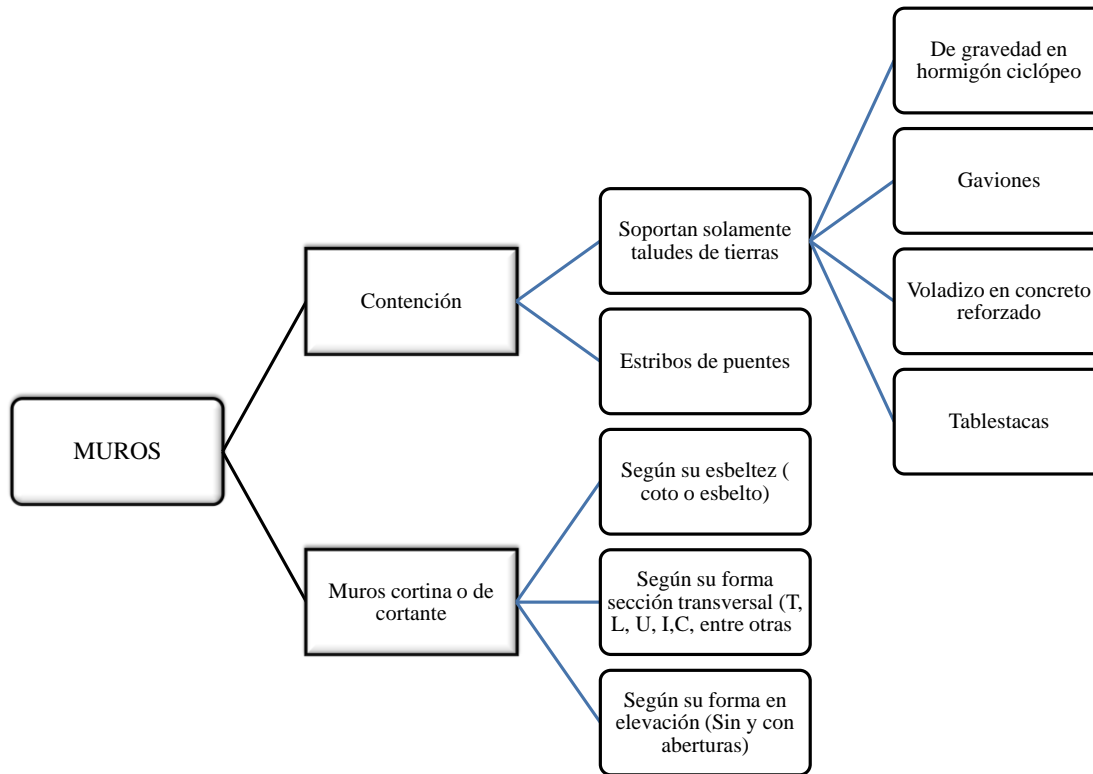 MUROS
Contención
Soportan solamente
taludes de tierras
De gravedad en
hormigón ciclópeo
Gaviones
Voladizo en concreto
reforzado
Tablestacas
Estribos de puentes
Muros cortina o de
cortante
Según su esbeltez (
coto o esbelto)
Según su forma
sección transversal (T,
L, U, I,C, entre otras
Según su forma en
elevación (Sin y con
aberturas)